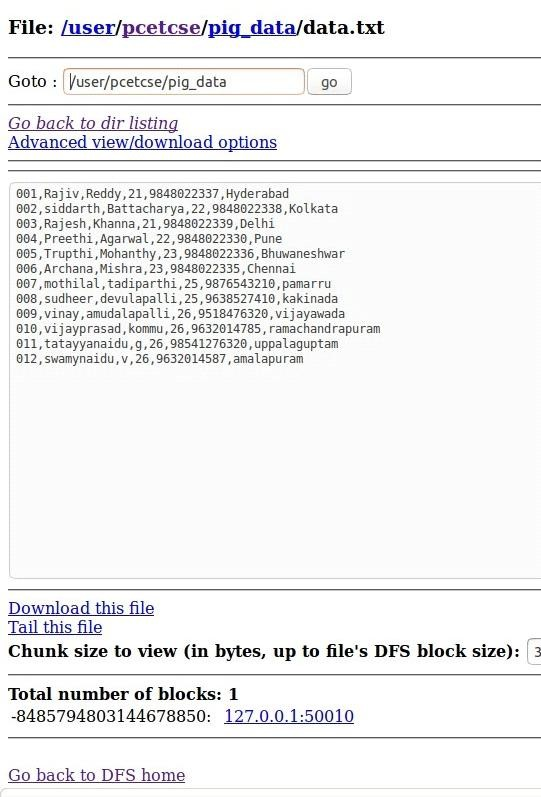 File: /user/pcetcse/pig_data/data.txt
Goto : /user/pcetcse/pig_data go
Go back to dir listing
Advanced view/download options
001,Rajiv,Reddy,21,9848022337,Hyderabad
002,siddarth,Battacharya,22,9848022338,Kolkata
003,Rajesh,Khanna,21,9848022339,Delhi
004,Preethi,Agarwal,22,9848022330,Pune
005,Trupthi,Mohanthy,23,9848022336,Bhuwaneshwar
006,Archana,Mishra,23,9848022335,Chennai
007,mothilal,tadiparthi,25,9876543210,pamarru
008,sudheer,devulapalli,25,9638527410,kakinada
009,vinay,amudalapalli,26,9518476320,vijayawada
010,vijayprasad,kommu,26,9632014785,ramachandrapuram
011,tatayyanaidu,g,26,98541276320,uppalaguptam
012,swamynaidu,v,26,9632014587,amalapuram
Download this file
Tail this file
Chunk size to view (in bytes, up to file's DFS block size): 3
Total number of blocks: 1
-8485794803144678850: 127.0.0.1:50010
Go back to DFS home